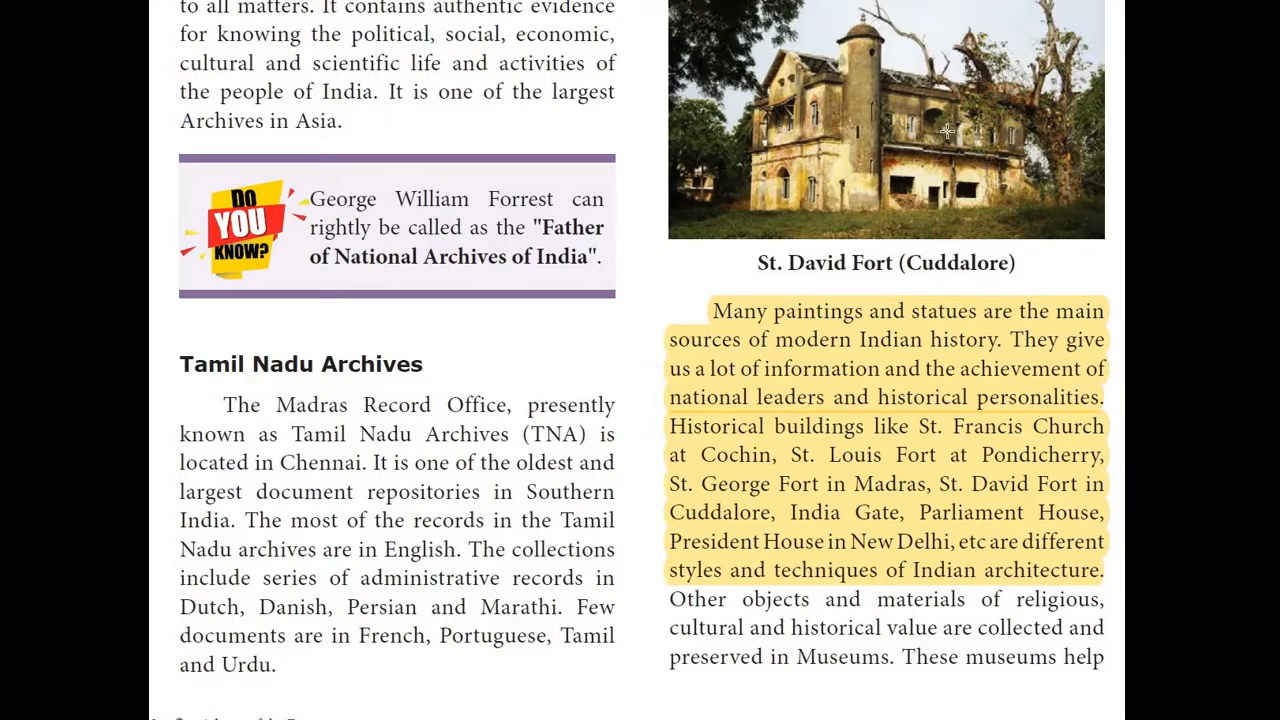 to all matters. It contains authentic evidence
for knowing the political, social, economic,
cultural and scientific life and activities of
the people of India. It is one of the largest
Archives in Asia.
DO
YOU
KNOW?
George William Forrest can
rightly be called as the "Father
of National Archives of India".
Tamil Nadu Archives
The Madras Record Office, presently
known as Tamil Nadu Archives (TNA) is
located in Chennai. It is one of the oldest and
largest document repositories in Southern
India. The most of the records in the Tamil
Nadu archives are in English. The collections
include series of administrative records in
Dutch, Danish, Persian and Marathi. Few
documents are in French, Portuguese, Tamil
and Urdu.
St. David Fort (Cuddalore)
Many paintings and statues are the main
sources of modern Indian history. They give
us a lot of information and the achievement of
national leaders and historical personalities.
Historical buildings like St. Francis Church
at Cochin, St. Louis Fort at Pondicherry,
St. George Fort in Madras, St. David Fort in
Cuddalore, India Gate, Parliament House,
President House in New Delhi, etc are different
styles and techniques of Indian architecture.
Other objects and materials of religious,
cultural and historical value are collected and
preserved in Museums. These museums help